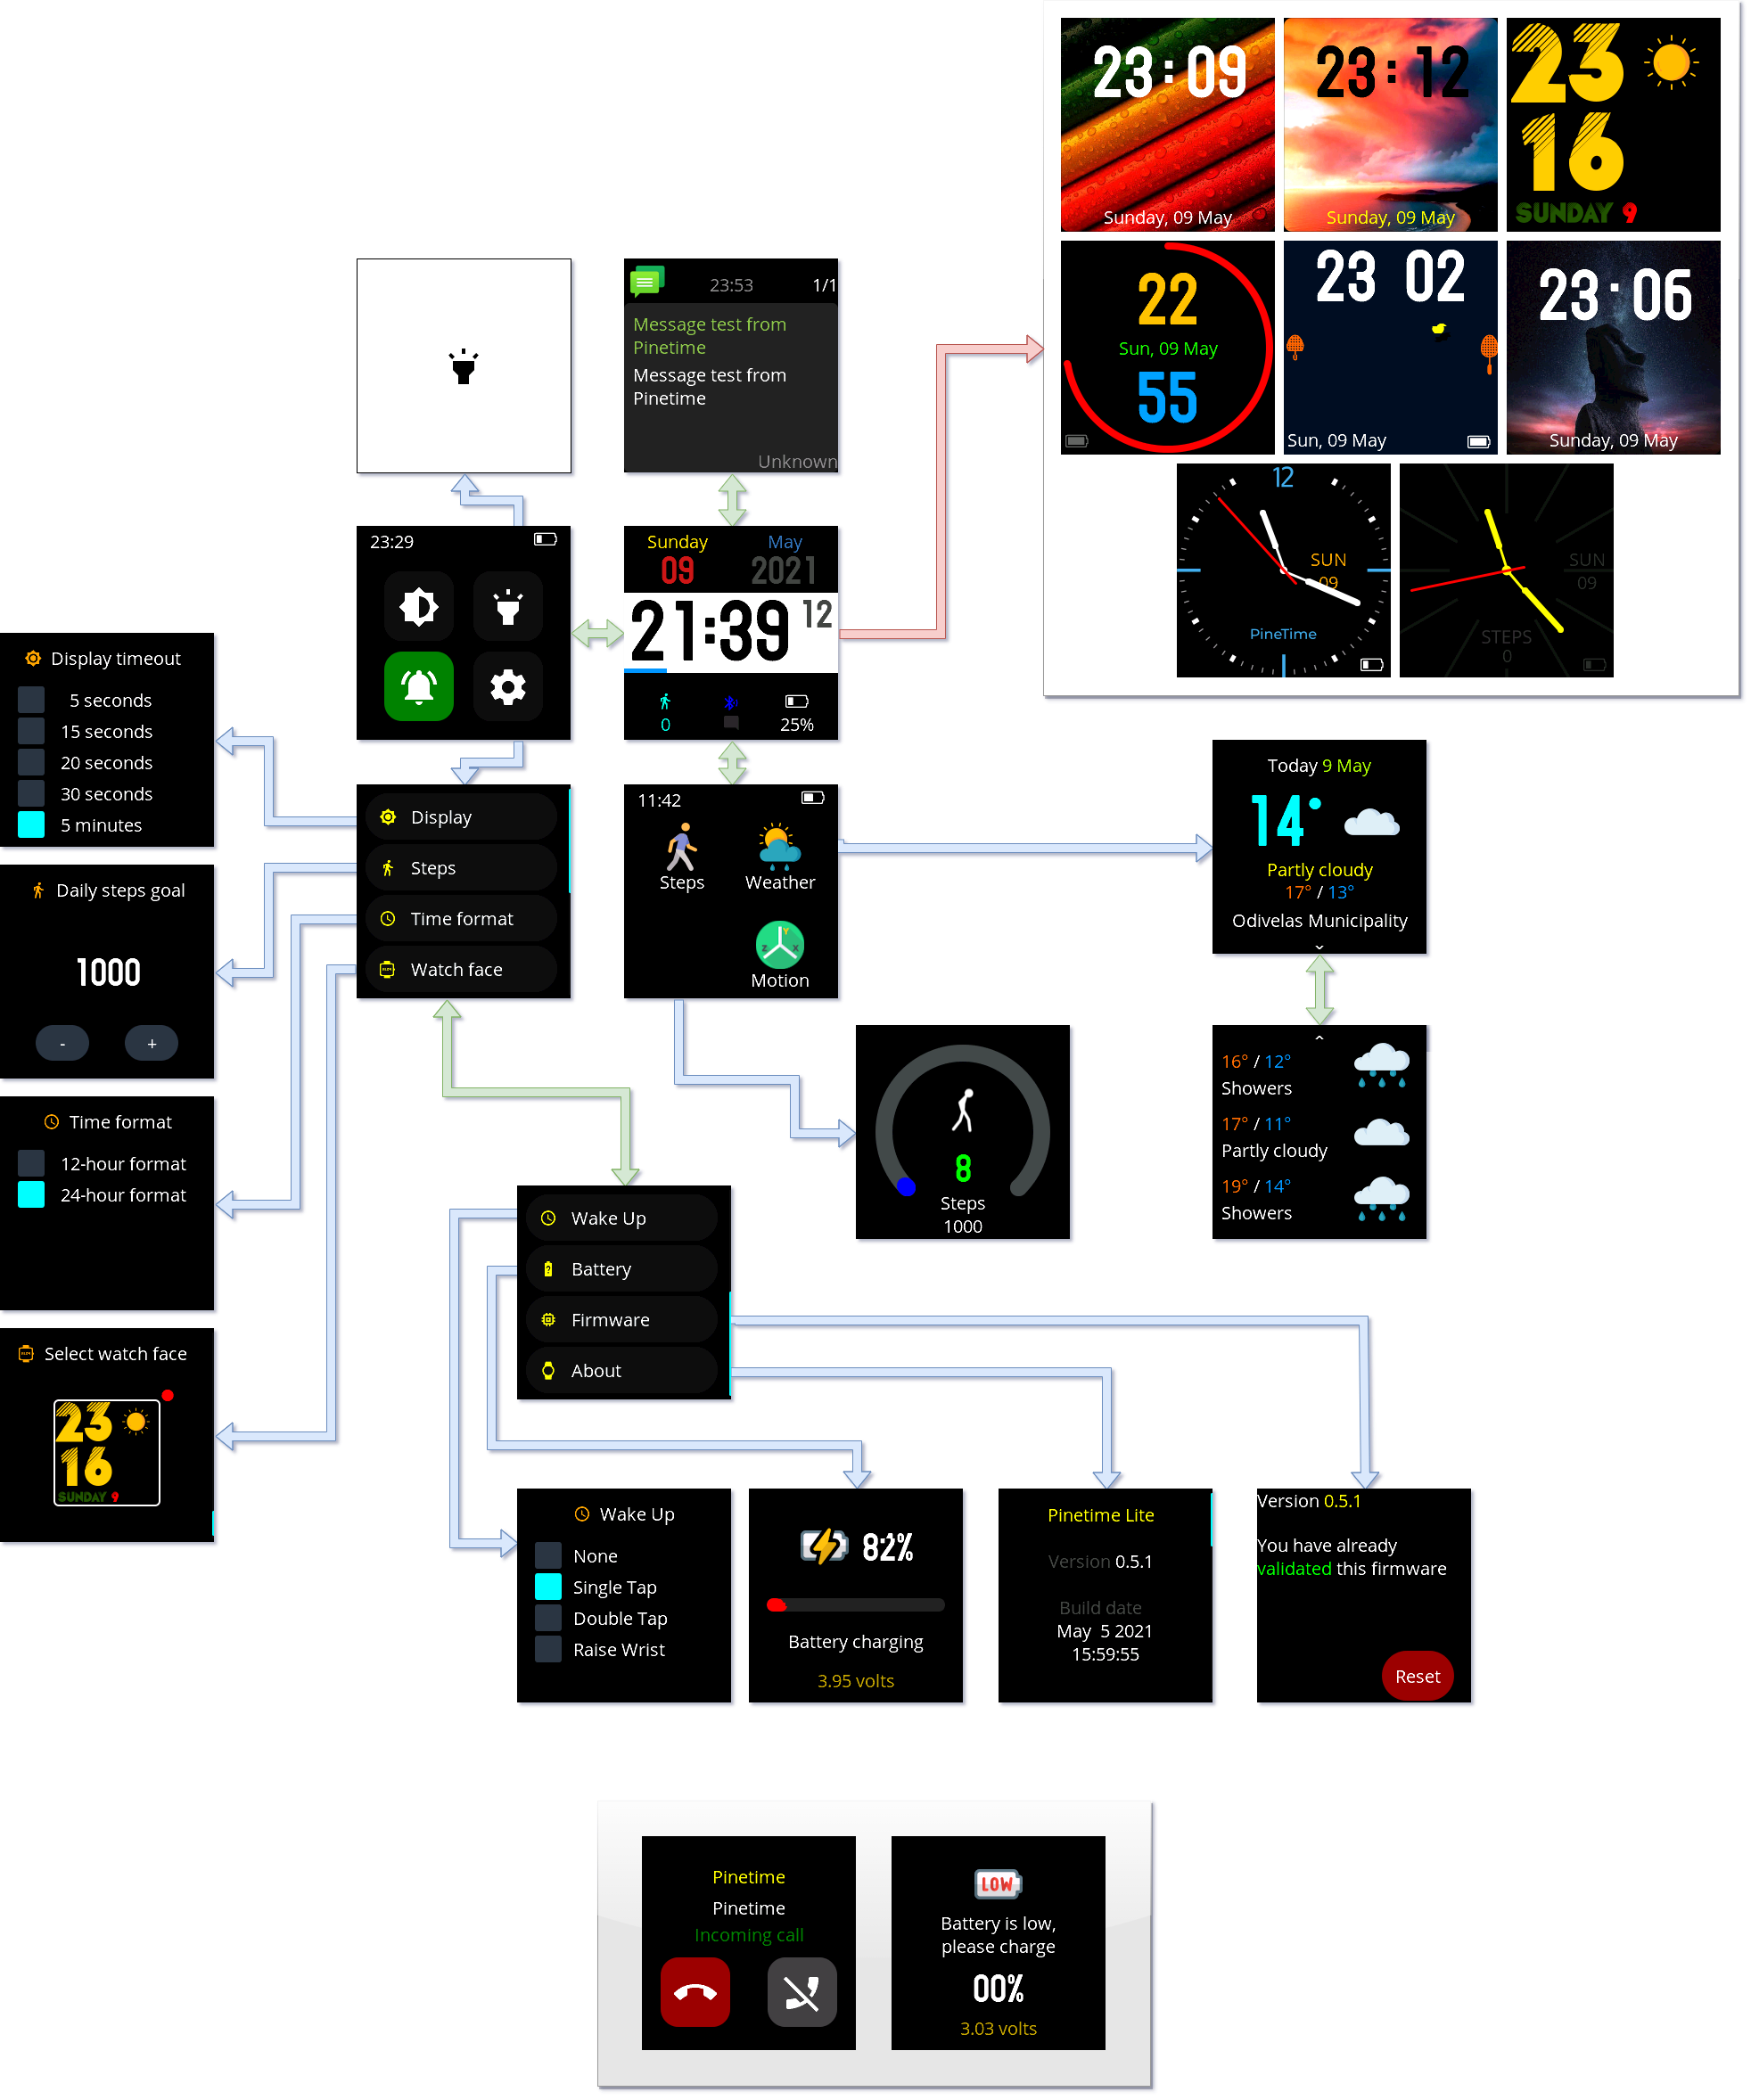 23:09
Sunday, 09 May
23:12
Sunday, 09 May
23
16
SUNDAY 9
22
Sun, 09 May
55
23 02
Sun, 09 May
23:06
Sunday, 09 May
12
SUN
09
PineTime
SUN
09
STEPS
0
23:53 1/1
Message test from
Pinetime
Message test from
Pinetime
Unknown
23:29
Sunday May
09 2021
21:39 12
0 25%
Display timeout
5 seconds
15 seconds
20 seconds
30 seconds
5 minutes
Display
Steps
Time format
Watch face
11:42
Steps Weather
Motion
Today 9 May
14°
Partly cloudy
17° / 13°
Odivelas Municipality
Daily steps goal
1000
- +
16° / 12°
Showers
17° / 11°
Partly cloudy
19° / 14°
Showers
8
Steps
1000
Time format
12-hour format
24-hour format
Wake Up
Battery
Firmware
About
Select watch face
23
16
SUNDAY 9
Wake Up
None
Single Tap
Double Tap
Raise Wrist
82%
Battery charging
3.95 volts
Pinetime Lite
Version 0.5.1
Build date
May 5 2021
15:59:55
Version 0.5.1
You have already
validated this firmware
Reset
Pinetime
Pinetime
Incoming call
LOW
Battery is low,
please charge
00%
3.03 volts